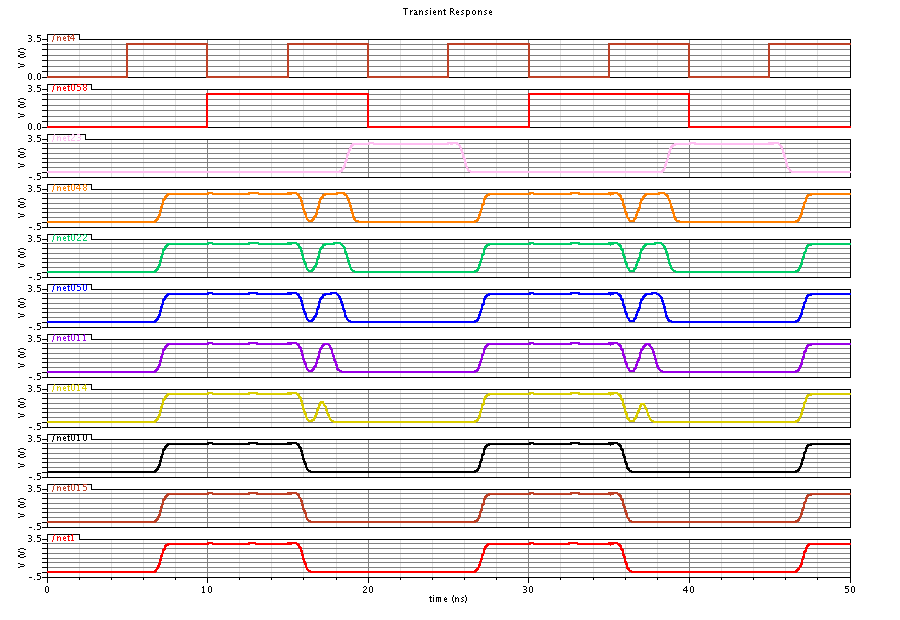 Transient Response
/net4
3.5
V (V)
0.0
/net058
3.5
V (V)
0.0
3.5
V (V)
-.5
/net048
3.5
V (V)
-.5
/net022
3.5
V (V)
-.5
/net050
3.5
V (V)
-.5
/net011
3.5
V (V)
-.5
/net014
3.5
V (V)
-.5
/net010
3.5
V (V)
-.5
/net015
3.5
V (V)
-.5
/net1
3.5
V (V)
-.5
0 10 20 30 40 50
time (ns)